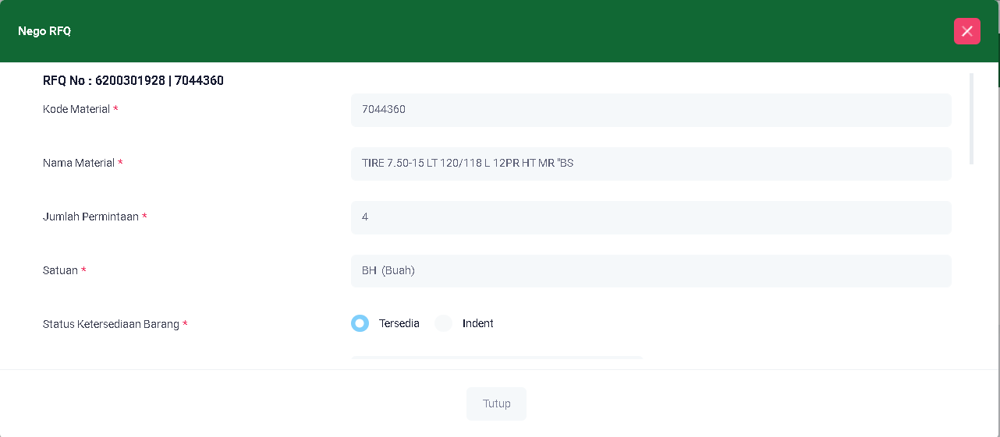 Nego RFQ
RFQ No : 6200301928 | 7044360
Kode Material *
7044360
Nama Material *
TIRE 7.50-15 LT 120/118 L 12PR HT MR "BS
Jumlah Permintaan *
4
Satuan *
BH (Buah)
Status Ketersediaan Barang *
Tersedia Indent
Tutup